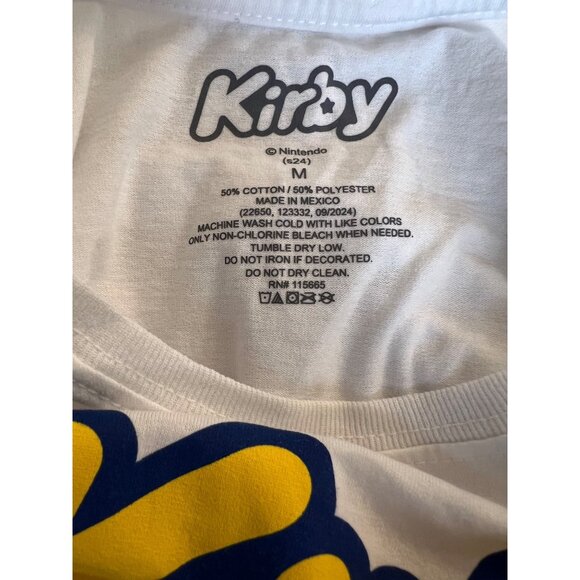 Kirby
© Nintendo
(s24)
M
50% COTTON / 50% POLYESTER
MADE IN MEXICO
(22650, 123332, 09/2024)
MACHINE WASH COLD WITH LIKE COLORS
ONLY NON-CHLORINE BLEACH WHEN NEEDED.
TUMBLE DRY LOW.
DO NOT IRON IF DECORATED.
DO NOT DRY CLEAN.
RN# 115665